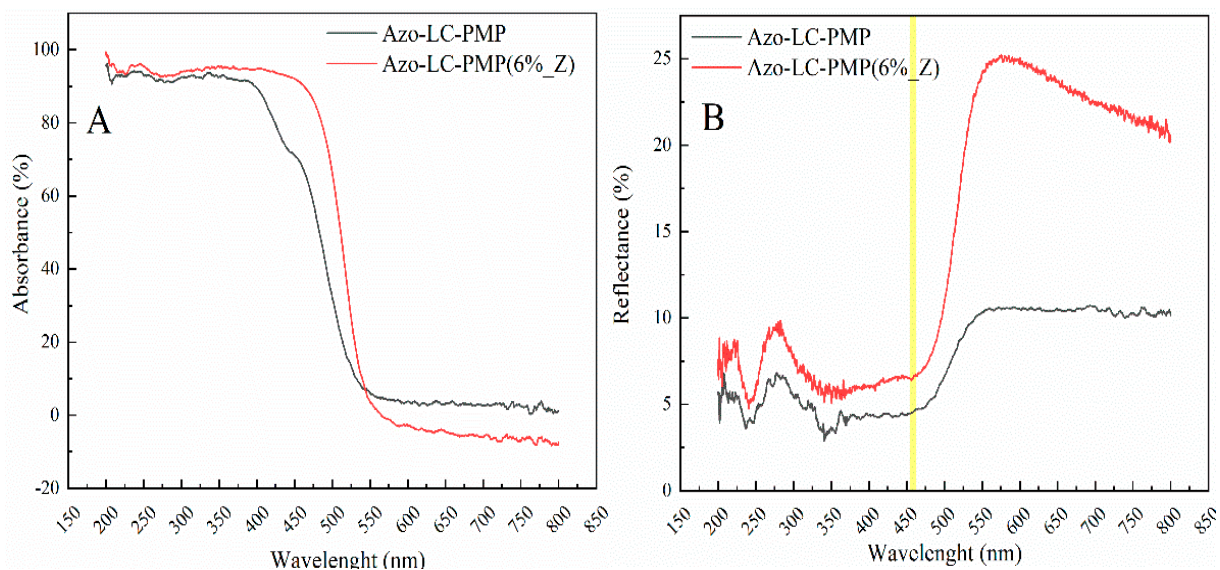 Azo-LC-PMP
Azo-LC-PMP(6%_Z)
A
100
80
60
40
20
0
-20
Absorbance (%)
150 200 250 300 350 400 450 500 550 600 650 700 750 800 850
Wavelenght (nm)
Azo-LC-PMP
Azo-LC-PMP(6%_Z)
B
25
20
15
10
5
0
Reflectance (%)
150 200 250 300 350 400 450 500 550 600 650 700 750 800 850
Wavelenght (nm)